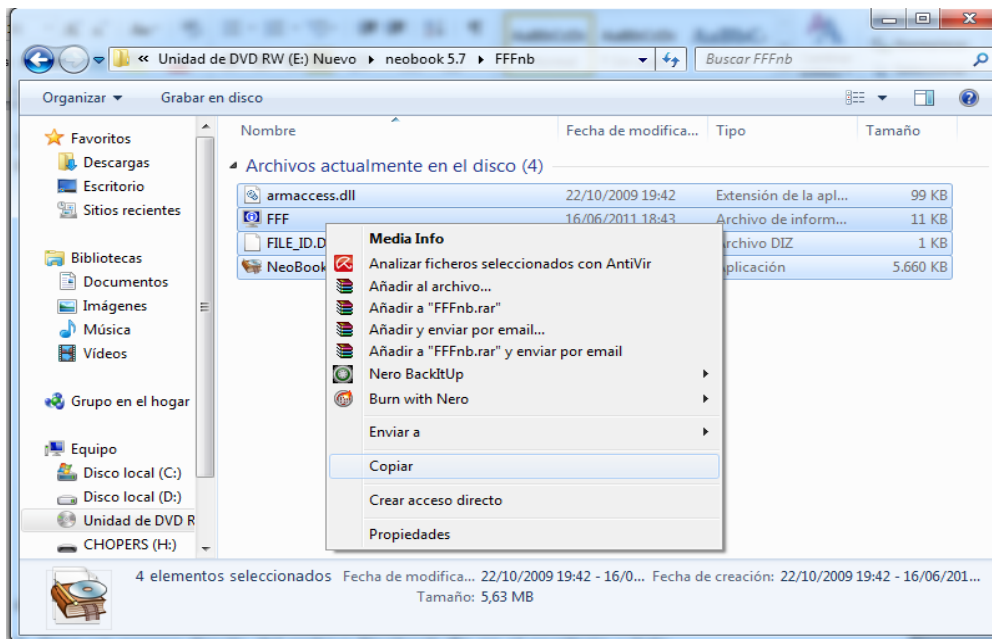 « Unidad de DVD RW (E:) Nuevo ▸ neobook 5.7 ▸ FFFnb
Buscar FFFnb
Organizar
Grabar en disco
Favoritos
Descargas
Escritorio
Sitios recientes
Bibliotecas
Documentos
Imágenes
Música
Vídeos
Grupo en el hogar
Equipo
Disco local (C:)
Disco local (D:)
Unidad de DVD R
CHOPERS (H:)
Nombre Fecha de modifica... Tipo Tamaño
Archivos actualmente en el disco (4)
armaccess.dll 22/10/2009 19:42 Extensión de la apl... 99 KB
FFF 16/06/2011 18:43 Archivo de inform... 11 KB
FILE_ID.D Archivo DIZ 1 KB
NeoBook Aplicación 5.660 KB
Media Info
Analizar ficheros seleccionados con AntiVir
Añadir al archivo...
Añadir a "FFFnb.rar"
Añadir y enviar por email...
Añadir a "FFFnb.rar" y enviar por email
Nero BackItUp
Burn with Nero
Enviar a
Copiar
Crear acceso directo
Propiedades
4 elementos seleccionados Fecha de modifica... 22/10/2009 19:42 - 16/0... Fecha de creación: 22/10/2009 19:42 - 16/06/201...
Tamaño: 5,63 MB